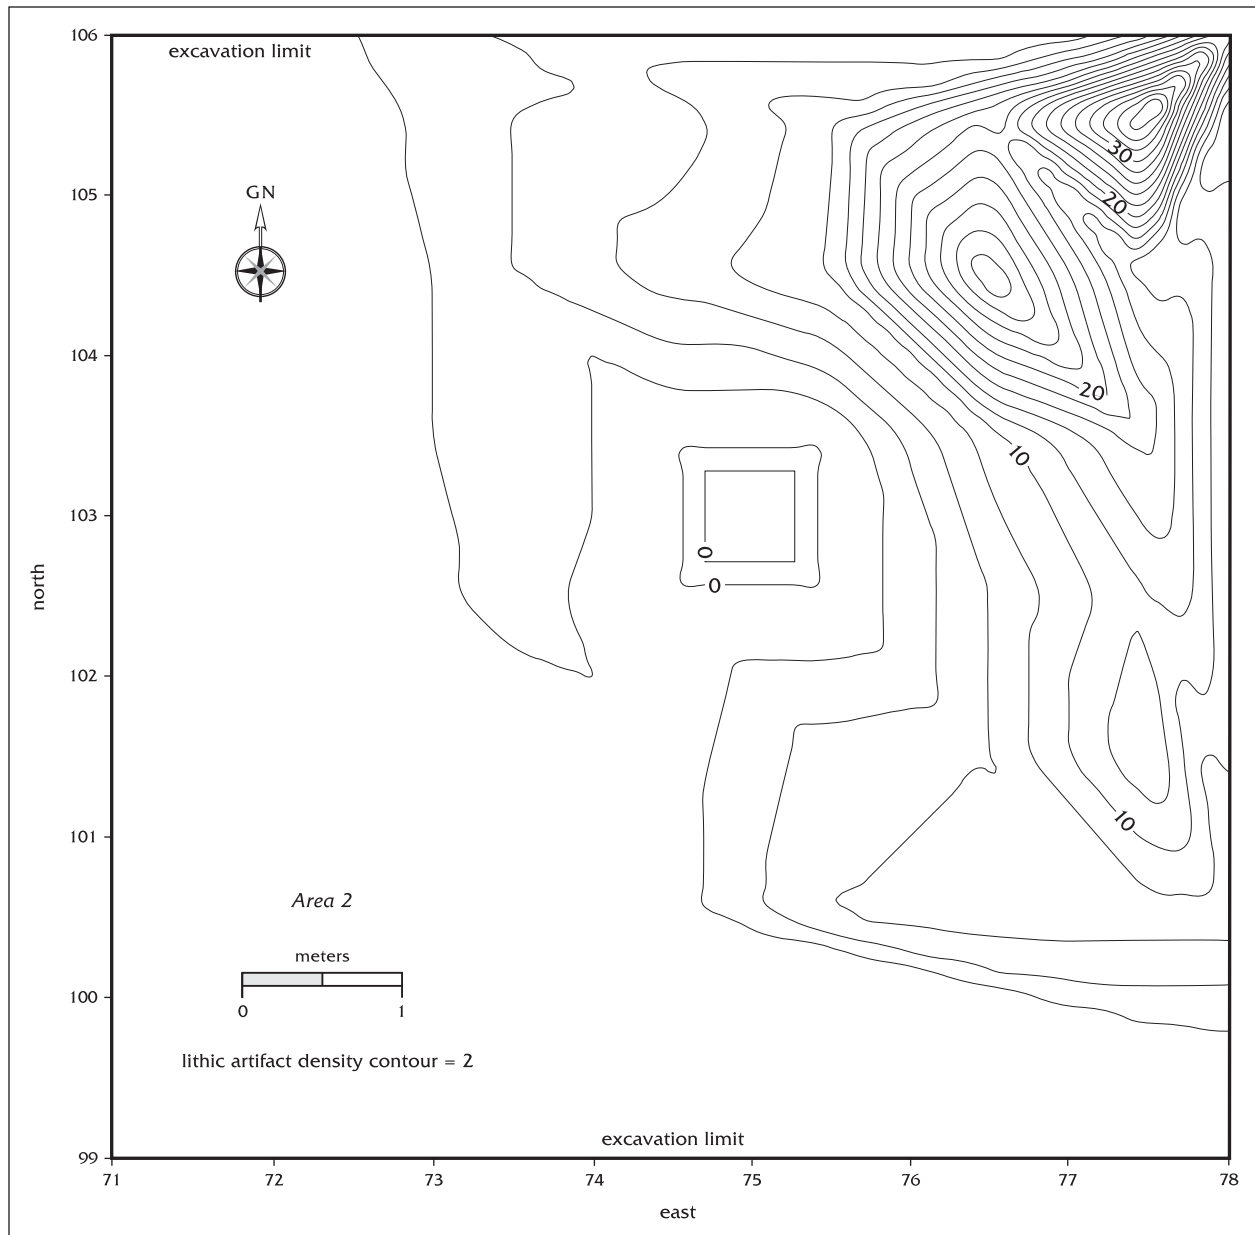 106
excavation limit
30
105
GN
20
104
20
10
103
0
0
north
102
101
10
Area 2
meters
100
0 1
lithic artifact density contour = 2
excavation limit
99
71 72 73 74 75 76 77 78
east